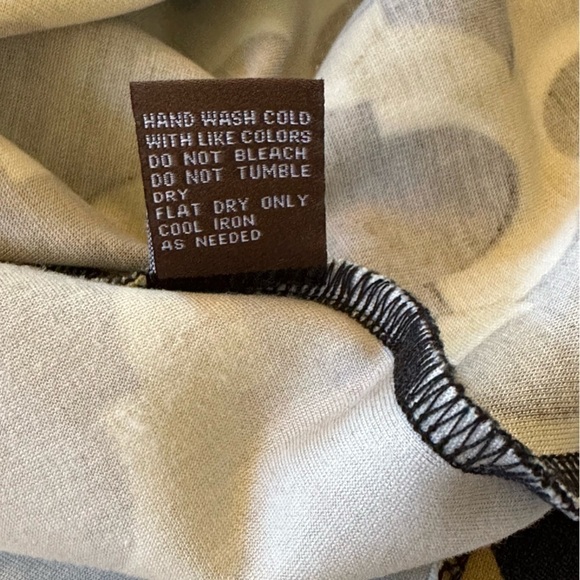 HAND WASH COLD
WITH LIKE COLORS
DO NOT BLEACH
DO NOT TUMBLE
DRY
FLAT DRY ONLY
COOL IRON
AS NEEDED